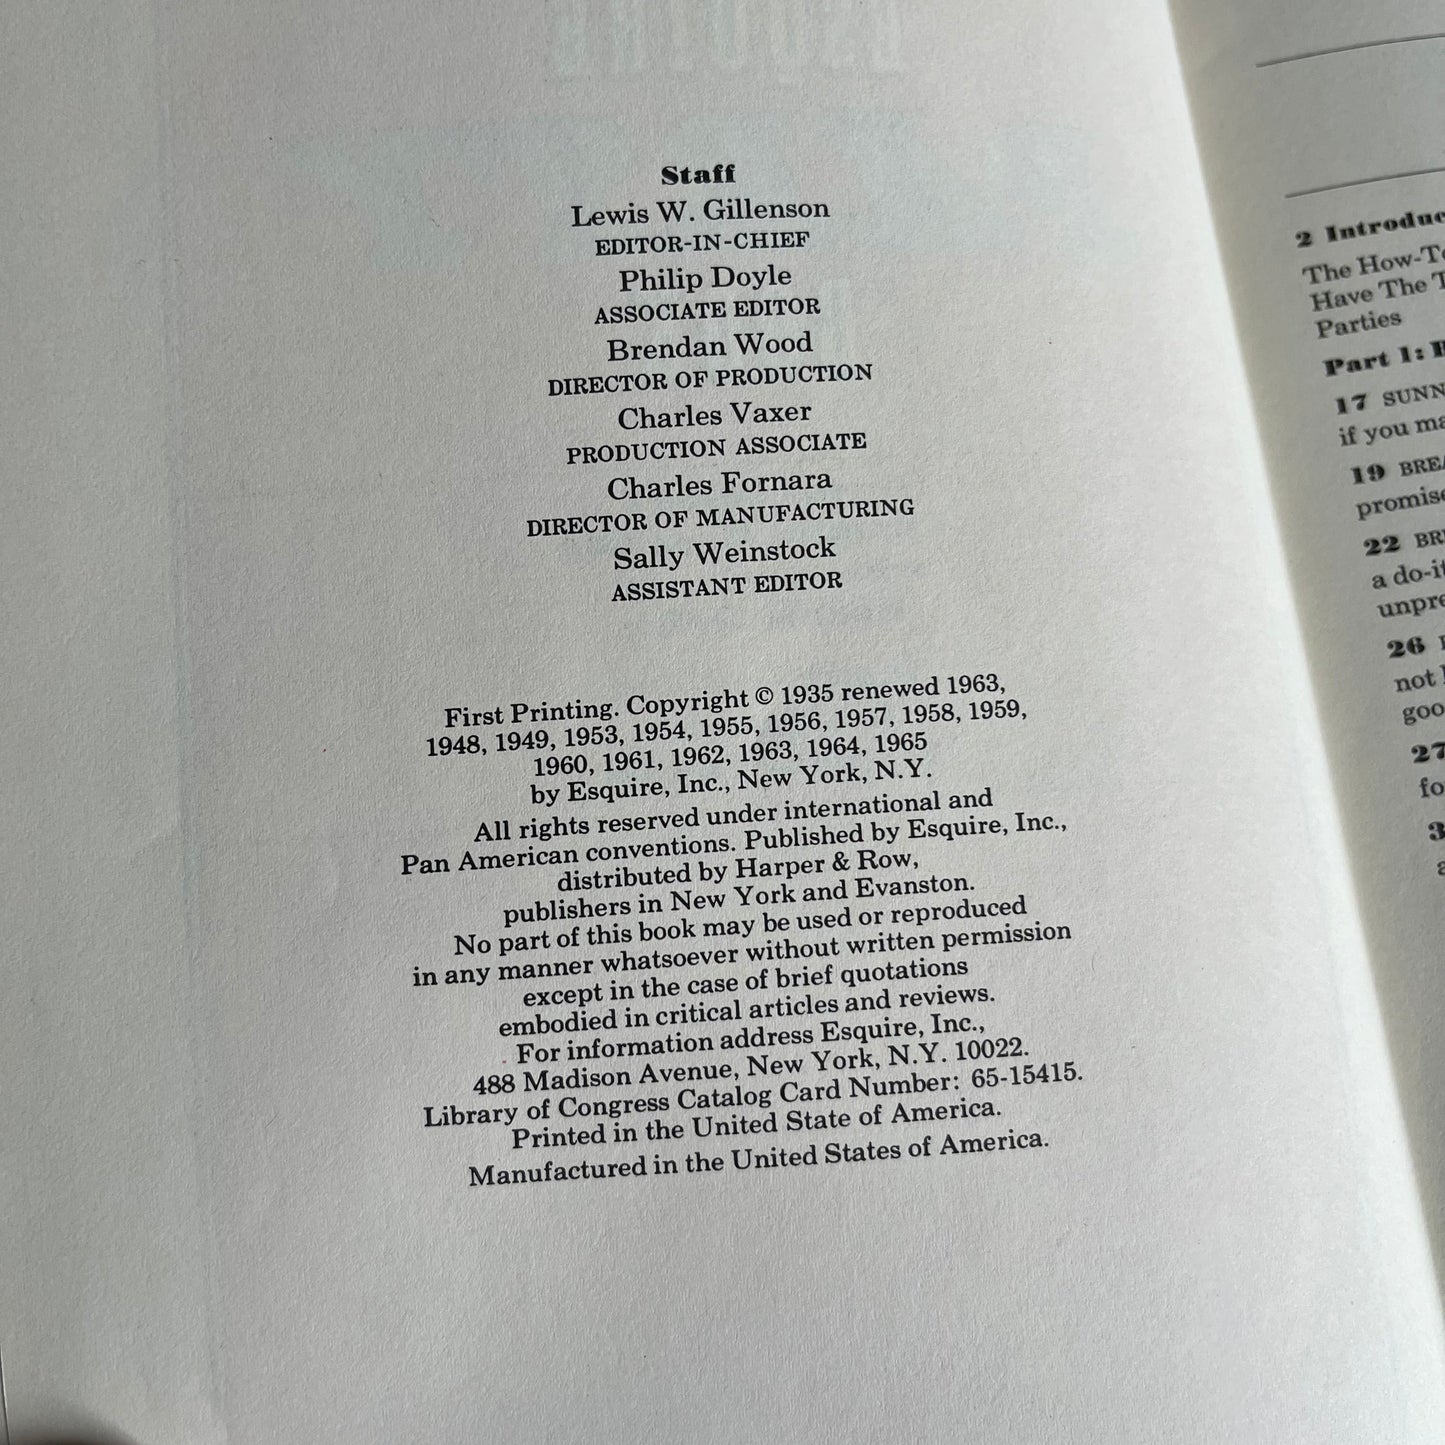 Staff
Lewis W. Gillenson
EDITOR-IN-CHIEF
Philip Doyle
ASSOCIATE EDITOR
Brendan Wood
DIRECTOR OF PRODUCTION
Charles Vaxer
PRODUCTION ASSOCIATE
Charles Fornara
DIRECTOR OF MANUFACTURING
Sally Weinstock
ASSISTANT EDITOR
First Printing. Copyright © 1935 renewed 1963,
1948, 1949, 1953, 1954, 1955, 1956, 1957, 1958, 1959,
1960, 1961, 1962, 1963, 1964, 1965
by Esquire, Inc., New York, N.Y.
All rights reserved under international and
Pan American conventions. Published by Esquire, Inc.,
distributed by Harper & Row,
publishers in New York and Evanston.
No part of this book may be used or reproduced
in any manner whatsoever without written permission
except in the case of brief quotations
embodied in critical articles and reviews.
For information address Esquire, Inc.,
488 Madison Avenue, New York, N.Y. 10022.
Library of Congress Catalog Card Number: 65-15415.
Printed in the United State of America.
Manufactured in the United States of America.
2 Introduc
The How-To
Have The T
Parties
Part 1:
17 SUNN
if you ma
19 BREA
promise
22 BR
a do-it
unpre
26
not
goo
27
fo
3
a